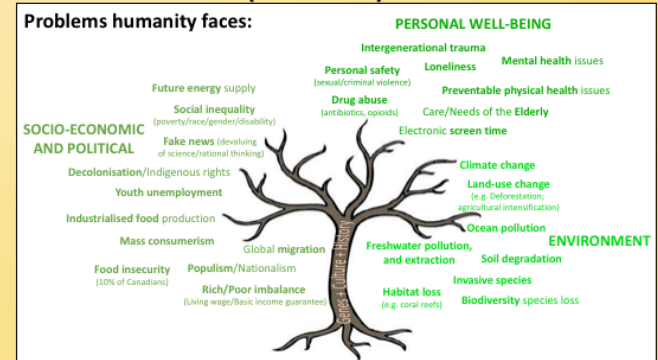 Problems humanity faces:
PERSONAL WELL-BEING
Intergenerational trauma
Mental health issues
Loneliness
Personal safety
(sexual/criminal violence)
Preventable physical health issues
Drug abuse
(antibiotics, opioids)
Care/Needs of the Elderly
Electronic screen time
Future energy supply
Social inequality
(poverty/race/gender/disability)
SOCIO-ECONOMIC
AND POLITICAL
Fake news (devaluing
of science/rational thinking)
Decolonisation/Indigenous rights
Youth unemployment
Industrialised food production
Mass consumerism
Global migration
Food insecurity
(10% of Canadians)
Populism/Nationalism
Rich/Poor imbalance
(Living wage/Basic income guarantee)
Genes + Culture + History
Climate change
Land-use change
(e.g. Deforestation;
agricultural intensification)
Ocean pollution
ENVIRONMENT
Freshwater pollution,
and extraction
Soil degradation
Invasive species
Habitat loss
(e.g. coral reefs)
Biodiversity species loss